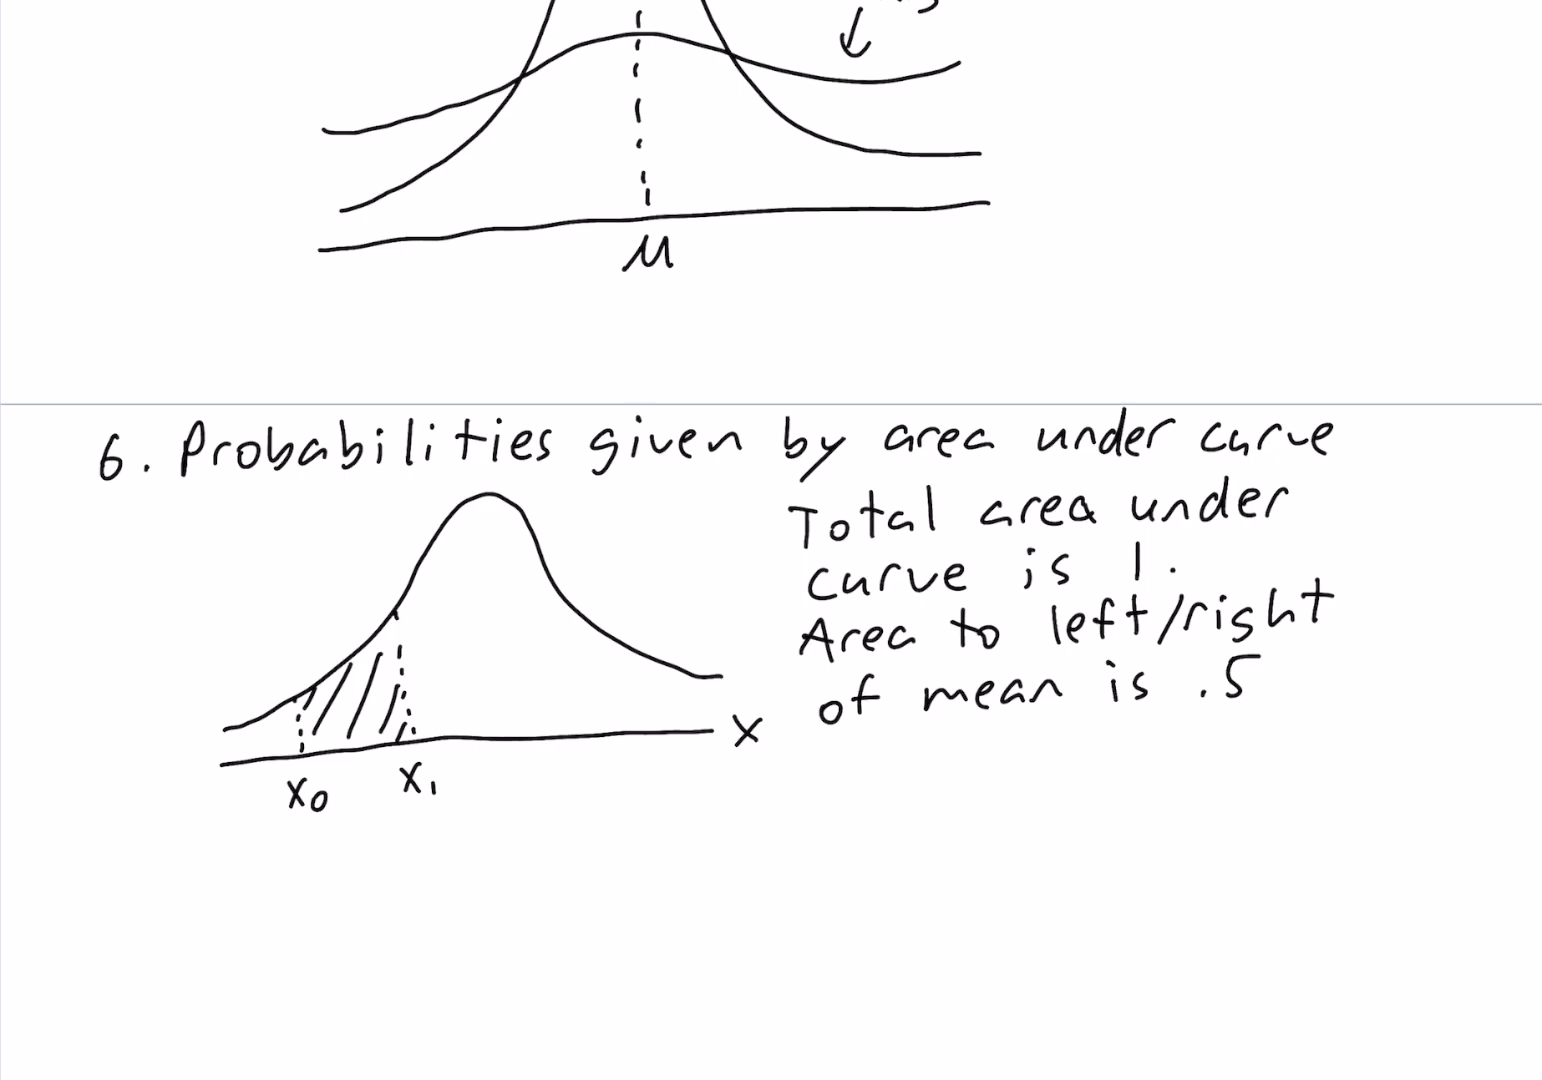 μ
6. Probabilities given by area under curve
Total area under
curve is 1.
Area to left/right
of mean is .5
x
x₀ x₁